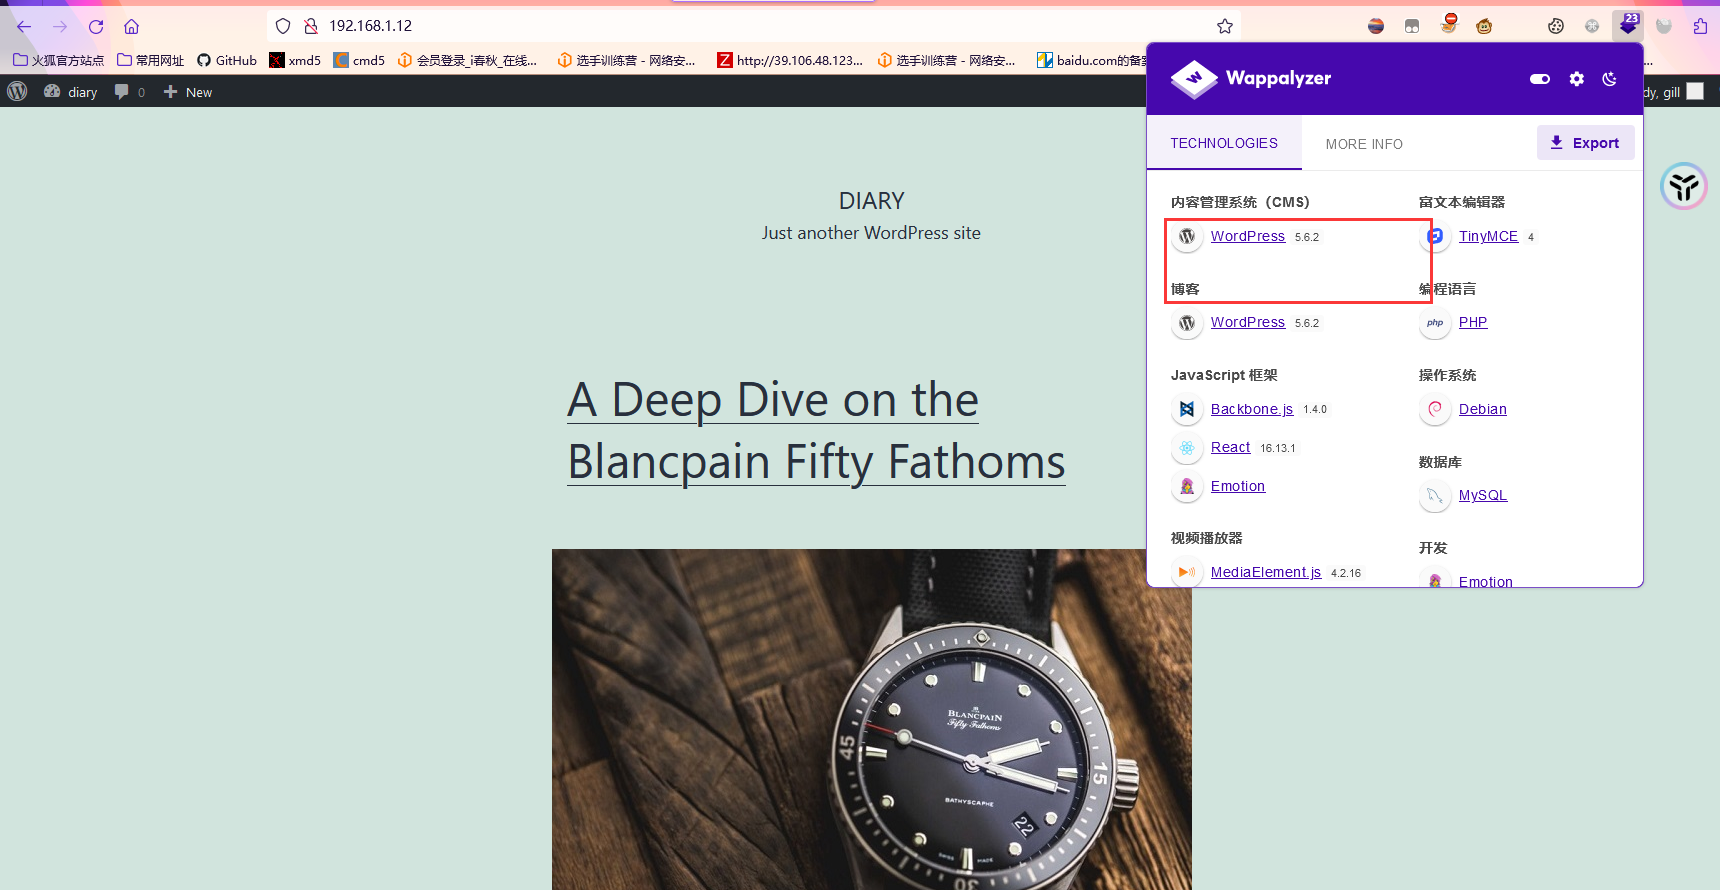 192.168.1.12
23
火狐官方站点
常用网址
GitHub
xmd5
cmd5
会员登录_i春秋_在线...
选手训练营 - 网络安...
http://39.106.48.123...
选手训练营 - 网络安...
baidu.com的备案
...
diary
0
New
dy, gill
Wappalyzer
TECHNOLOGIES
MORE INFO
Export
内容管理系统（CMS）
WordPress 5.6.2
博客
WordPress 5.6.2
JavaScript 框架
Backbone.js 1.4.0
React 16.13.1
Emotion
视频播放器
MediaElement.js 4.2.16
富文本编辑器
TinyMCE 4
编程语言
php
PHP
操作系统
Debian
数据库
MySQL
开发
Emotion
DIARY
Just another WordPress site
A Deep Dive on the
Blancpain Fifty Fathoms
BLANCPAIN
Fifty Fathoms
45
15
BATHYSCAPHE
22
SWISS
MADE
30